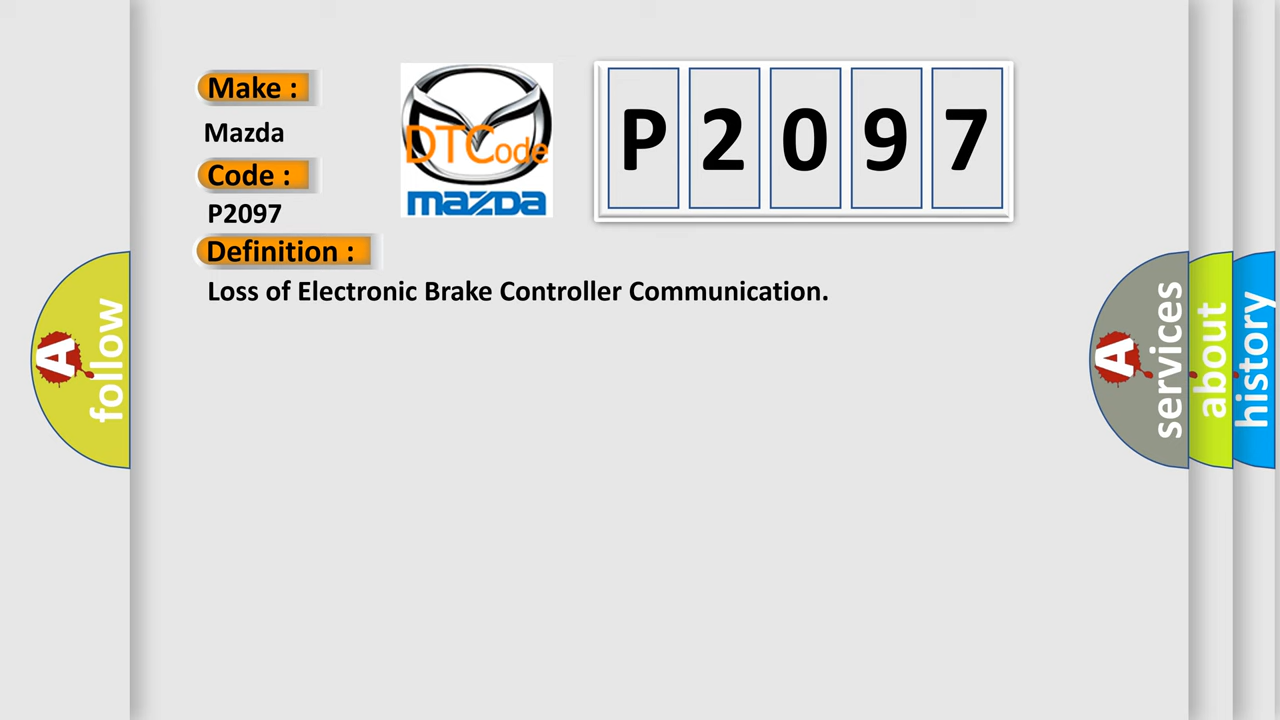 Make :
Mazda
Code :
P2097
Definition :
Loss of Electronic Brake Controller Communication.
DTCode
mazda
P 2 0 9 7
A follow
A services
about
history